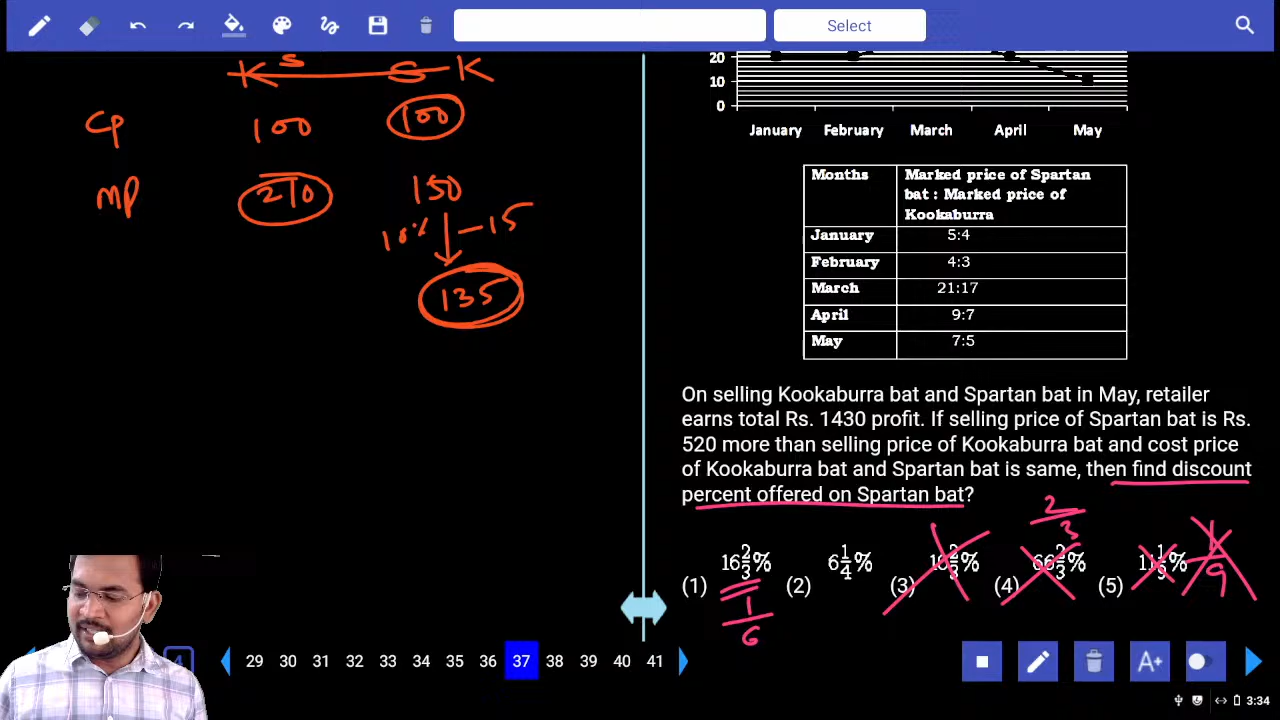 Select
K S S K
CP 100 100
MP 210 150
10% -15
135
20
10
0
January February March April May
Months Marked price of Spartan bat : Marked price of Kookaburra
January 5:4
February 4:3
March 21:17
April 9:7
May 7:5
On selling Kookaburra bat and Spartan bat in May, retailer
earns total Rs. 1430 profit. If selling price of Spartan bat is Rs.
520 more than selling price of Kookaburra bat and cost price
of Kookaburra bat and Spartan bat is same, then find discount
percent offered on Spartan bat?
2/3
(1) 16 2/3% (2) 6 1/4% (3) (4) 66 2/3% (5) 11 1/9% 1/9
1/6
29 30 31 32 33 34 35 36 37 38 39 40 41
A+
3:34